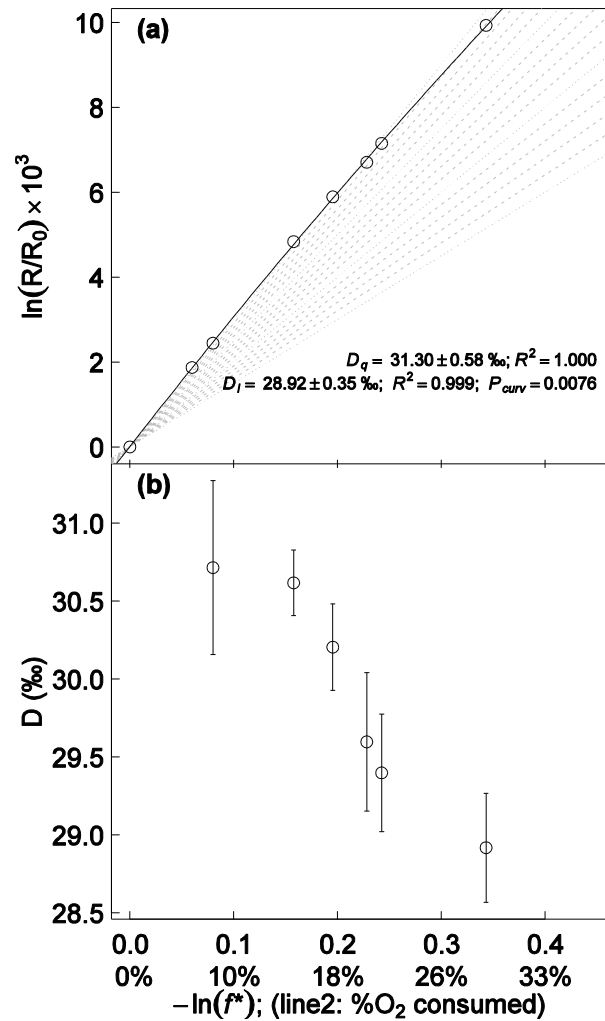 (a)
10
8
6
4
2
0
ln(R/R₀) × 10³
D_q = 31.30 ± 0.58 ‰; R² = 1.000
D_l = 28.92 ± 0.35 ‰; R² = 0.999; P_curv = 0.0076
(b)
31.0
30.5
30.0
29.5
29.0
28.5
D (‰)
0.0 0.1 0.2 0.3 0.4
0% 10% 18% 26% 33%
−ln(f*); (line2: %O₂ consumed)